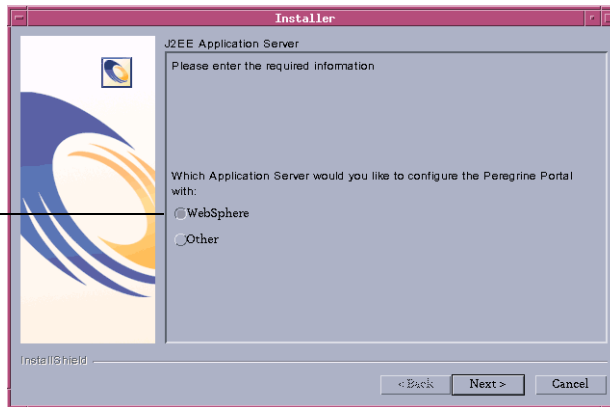 Installer
J2EE Application Server
Please enter the required information
Which Application Server would you like to configure the Peregrine Portal
with:
WebSphere
Other
InstallShield
< Back
Next >
Cancel